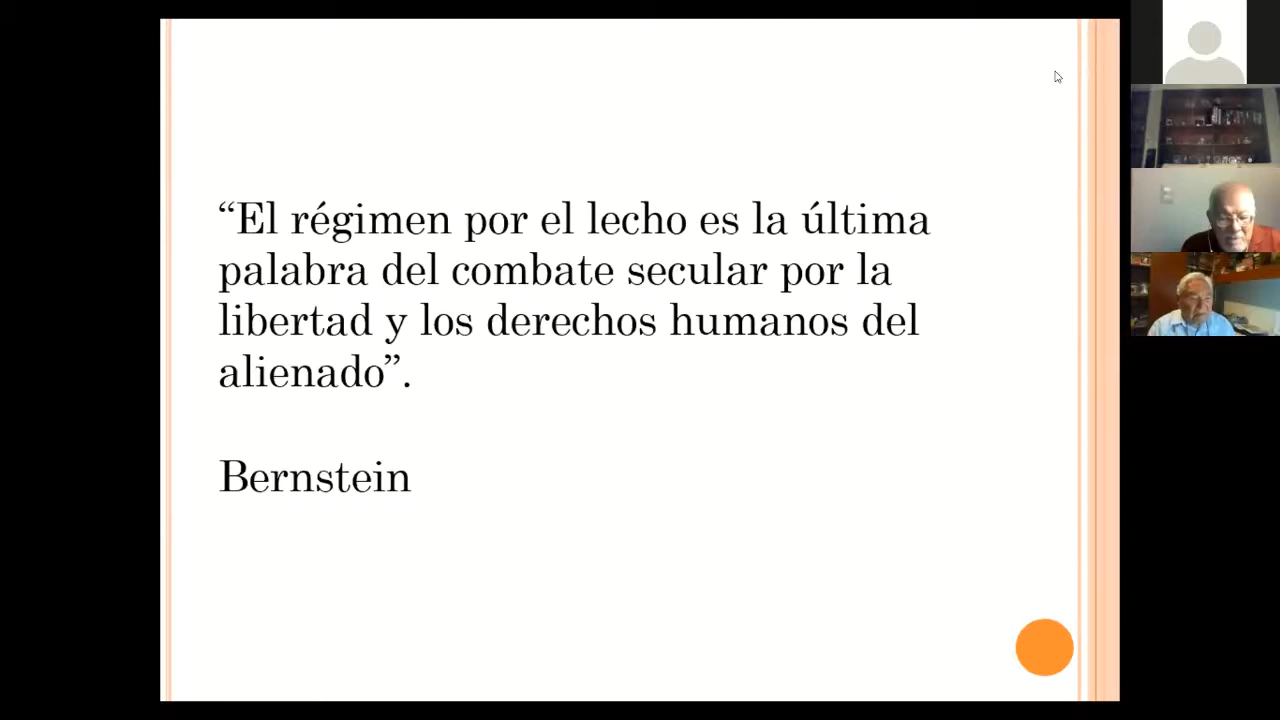 “El régimen por el lecho es la última
palabra del combate secular por la
libertad y los derechos humanos del
alienado”.
Bernstein